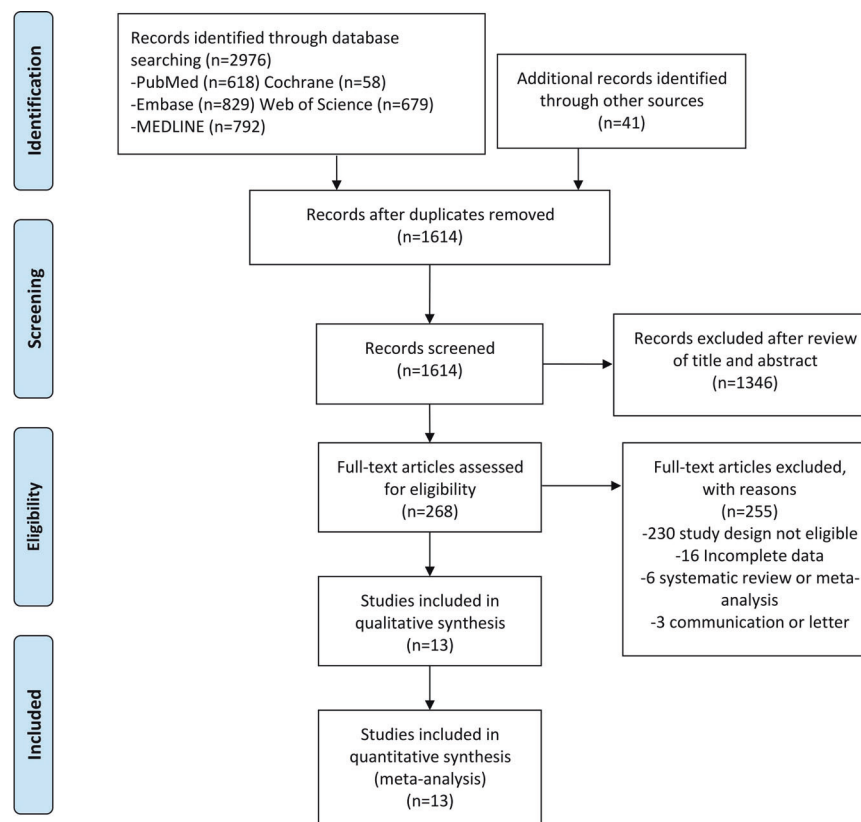 Identification
Records identified through database
searching (n=2976)
-PubMed (n=618) Cochrane (n=58)
-Embase (n=829) Web of Science (n=679)
-MEDLINE (n=792)
Additional records identified
through other sources
(n=41)
Records after duplicates removed
(n=1614)
Screening
Records screened
(n=1614)
Records excluded after review
of title and abstract
(n=1346)
Eligibility
Full-text articles assessed
for eligibility
(n=268)
Full-text articles excluded,
with reasons
(n=255)
-230 study design not eligible
-16 Incomplete data
-6 systematic review or meta-
analysis
-3 communication or letter
Studies included in
qualitative synthesis
(n=13)
Included
Studies included in
quantitative synthesis
(meta-analysis)
(n=13)